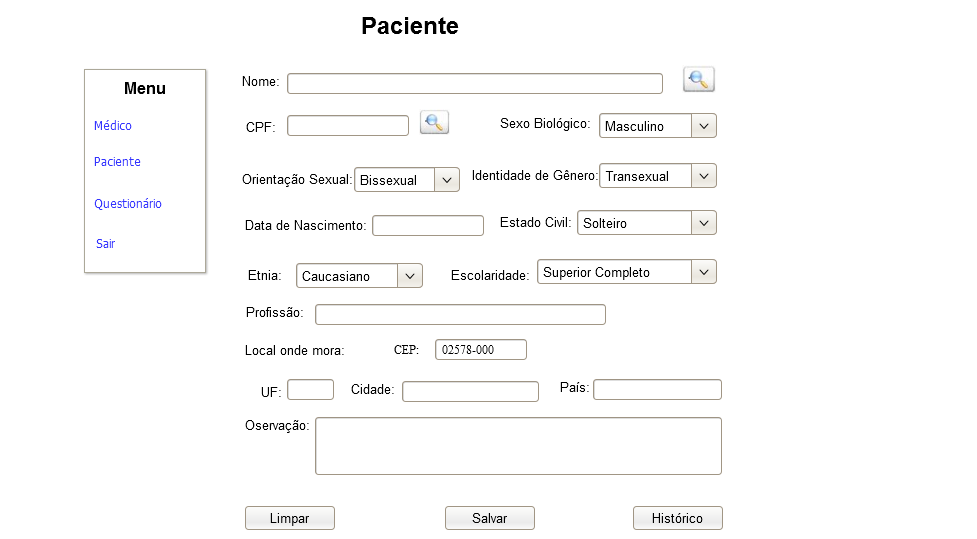 Paciente
Menu
Médico
Paciente
Questionário
Sair
Nome:
CPF:
Sexo Biológico: Masculino
Orientação Sexual: Bissexual
Identidade de Gênero: Transexual
Data de Nascimento:
Estado Civil: Solteiro
Etnia: Caucasiano
Escolaridade: Superior Completo
Profissão:
Local onde mora:
CEP: 02578-000
UF:
Cidade:
País:
Oservação:
Limpar
Salvar
Histórico